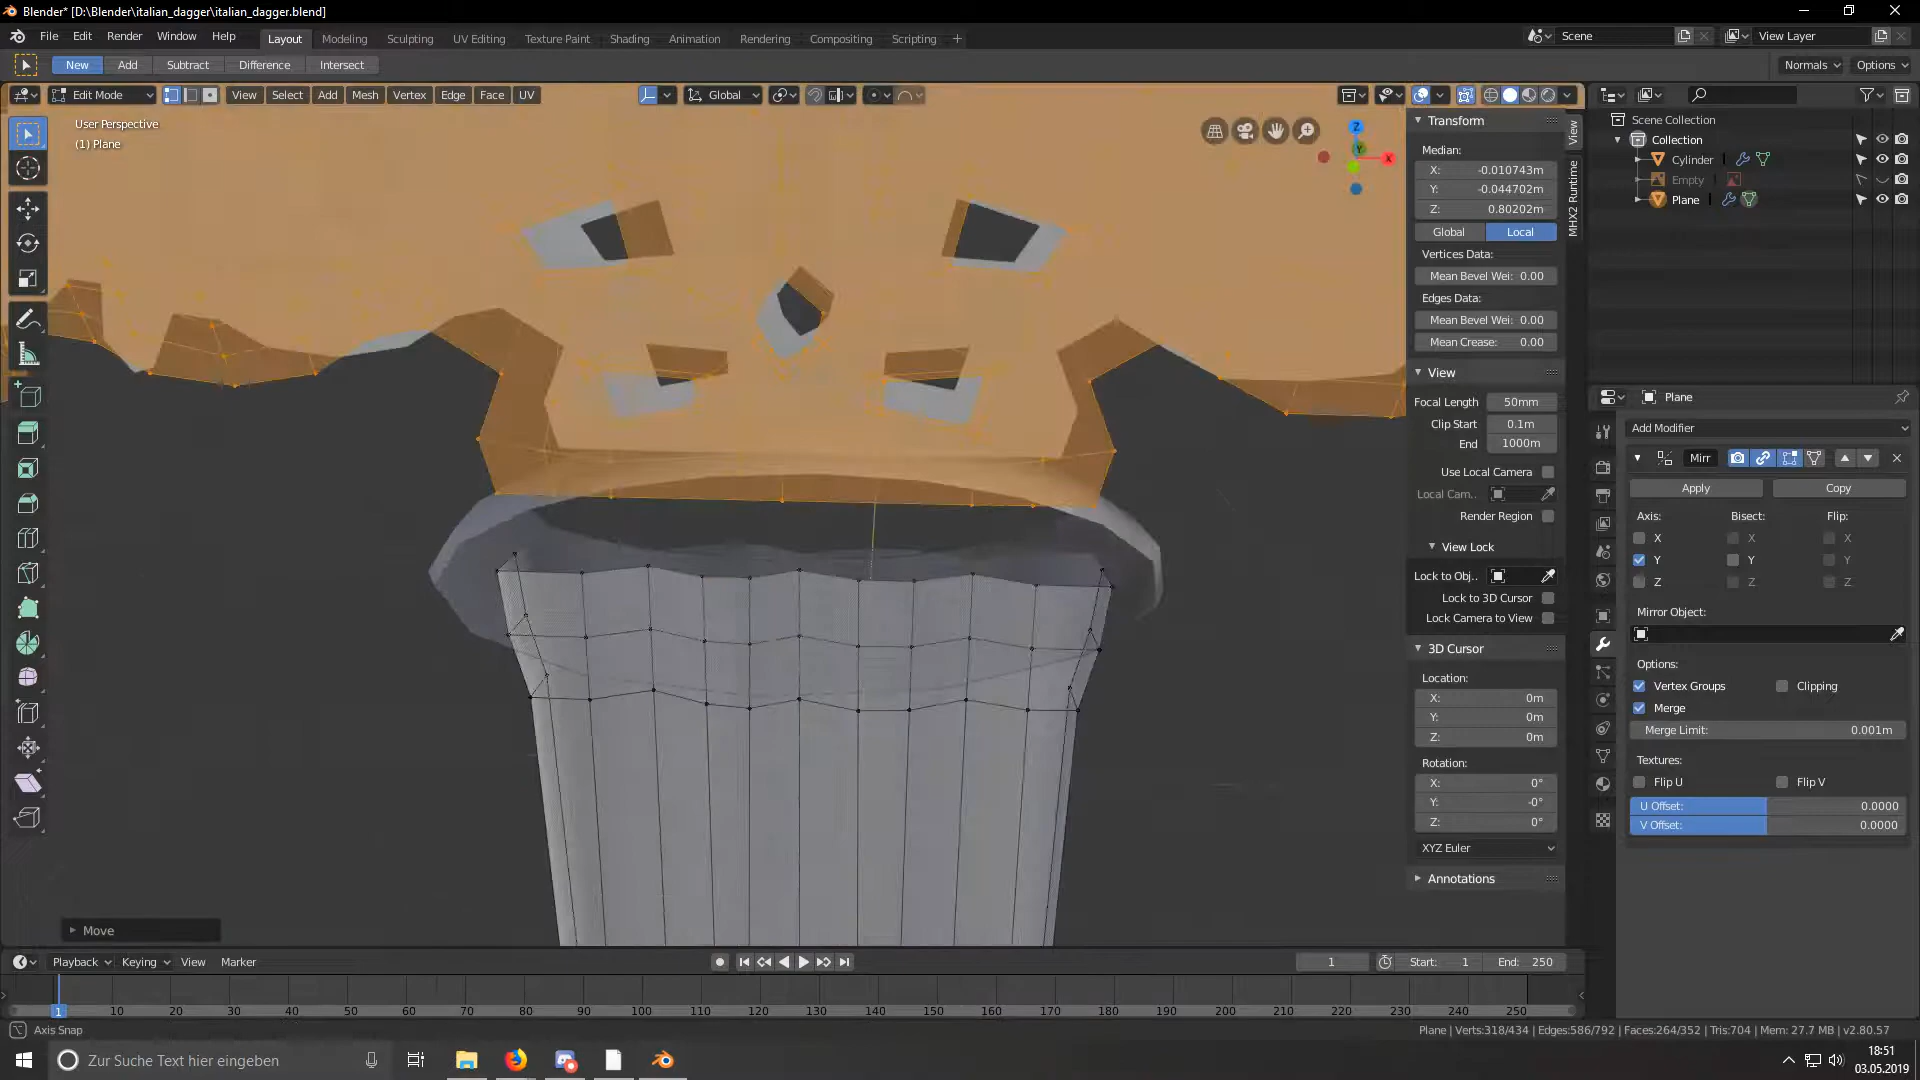 Blender* [D:\Blender\italian_dagger\italian_dagger.blend]
File Edit Render Window Help Layout Modeling Sculpting UV Editing Texture Paint Shading Animation Rendering Compositing Scripting + Scene View Layer
New Add Subtract Difference Intersect Normals Options
Edit Mode View Select Add Mesh Vertex Edge Face UV Global
User Perspective
(1) Plane
Z
Y
X
Transform
Median:
X: -0.010743m
Y: -0.044702m
Z: 0.80202m
Global Local
Vertices Data:
Mean Bevel Wei: 0.00
Edges Data:
Mean Bevel Wei: 0.00
Mean Crease: 0.00
View
Focal Length 50mm
Clip Start 0.1m
End 1000m
Use Local Camera
Local Cam..
Render Region
View Lock
Lock to Obj..
Lock to 3D Cursor
Lock Camera to View
3D Cursor
Location:
X: 0m
Y: 0m
Z: 0m
Rotation:
X: 0°
Y: -0°
Z: 0°
XYZ Euler
Annotations
View
MHX2 Runtime
Scene Collection
Collection
Cylinder
Empty
Plane
Plane
Add Modifier
Mirr
Apply Copy
Axis: Bisect: Flip:
X X X
Y Y Y
Z Z Z
Mirror Object:
Options:
Vertex Groups Clipping
Merge
Merge Limit: 0.001m
Textures:
Flip U Flip V
U Offset: 0.0000
V Offset: 0.0000
Move
Playback Keying View Marker 1 Start: 1 End: 250
1 10 20 30 40 50 60 70 80 90 100 110 120 130 140 150 160 170 180 190 200 210 220 230 240 250
Axis Snap Plane | Verts:318/434 | Edges:586/792 | Faces:264/352 | Tris:704 | Mem: 27.7 MB | v2.80.57
Zur Suche Text hier eingeben
18:51
03.05.2019